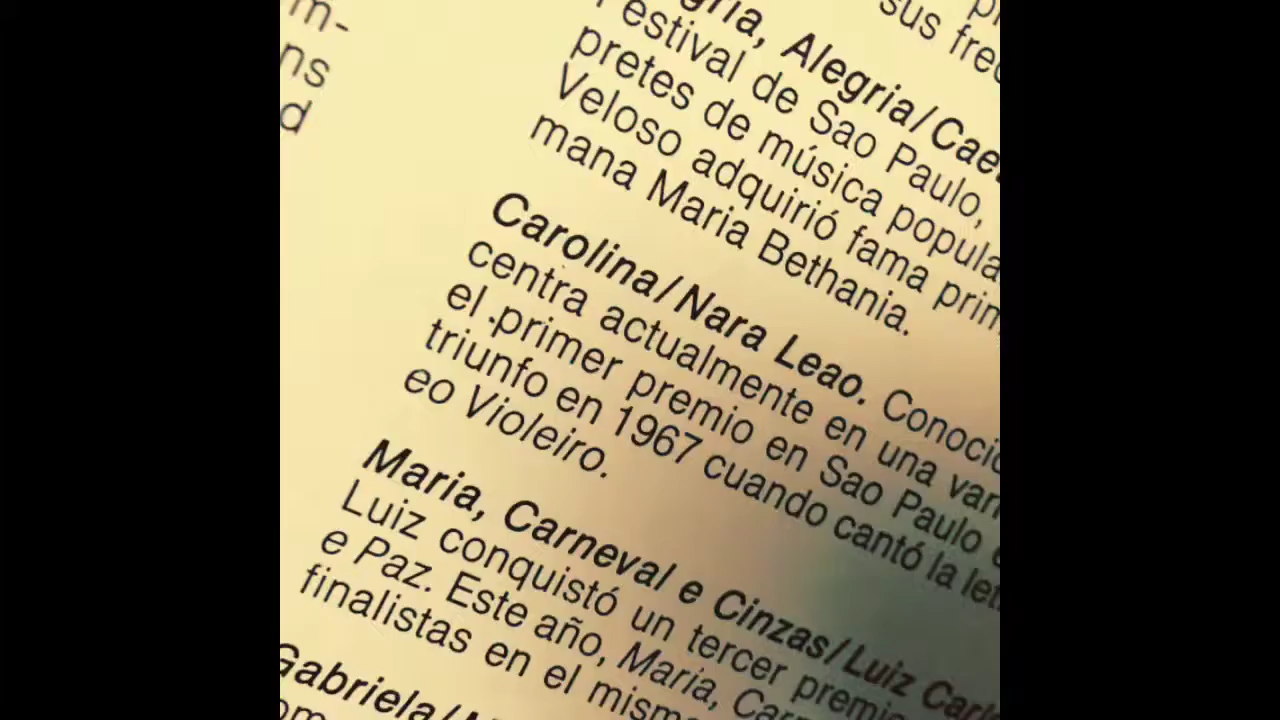 m-
ns
d
sus fre
Alegria/Cae
Festival de Sao Paulo,
pretes de música popula
Veloso adquirió fama prim
mana Maria Bethania.
Carolina/Nara Leao. Conoci
centra actualmente en una var
el primer premio en Sao Paulo
triunfo en 1967 cuando cantó la let
eo Violeiro.
Maria, Carneval e Cinzas/Luiz Carl
Luiz conquistó un tercer premi
e Paz. Este año, Maria, Car
finalistas en el mism
Gabriela/